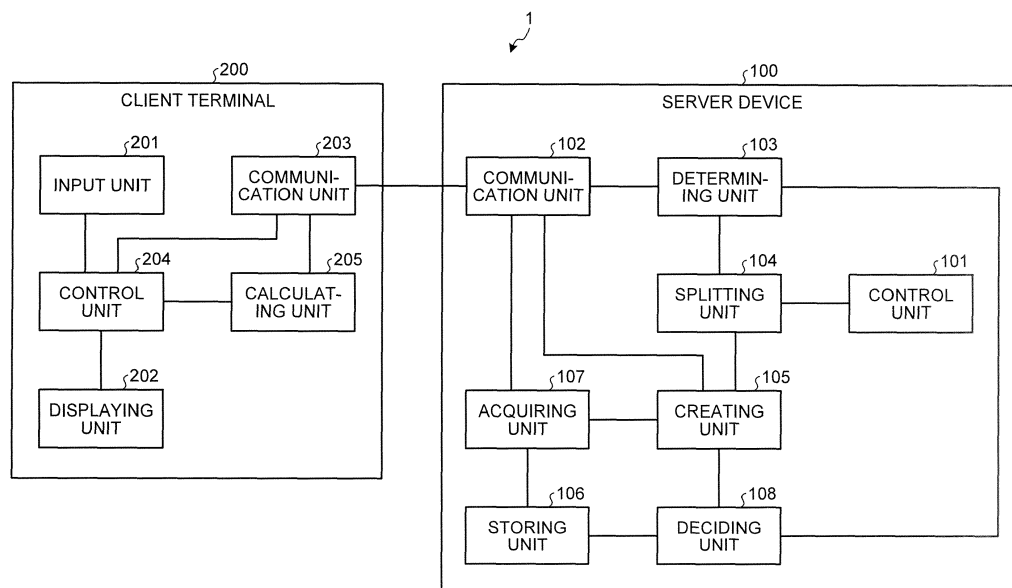 1
200
CLIENT TERMINAL
201
INPUT UNIT
203
COMMUNI-
CATION UNIT
204
CONTROL
UNIT
205
CALCULAT-
ING UNIT
202
DISPLAYING
UNIT
100
SERVER DEVICE
102
COMMUNI-
CATION UNIT
103
DETERMIN-
ING UNIT
104
SPLITTING
UNIT
101
CONTROL
UNIT
107
ACQUIRING
UNIT
105
CREATING
UNIT
106
STORING
UNIT
108
DECIDING
UNIT